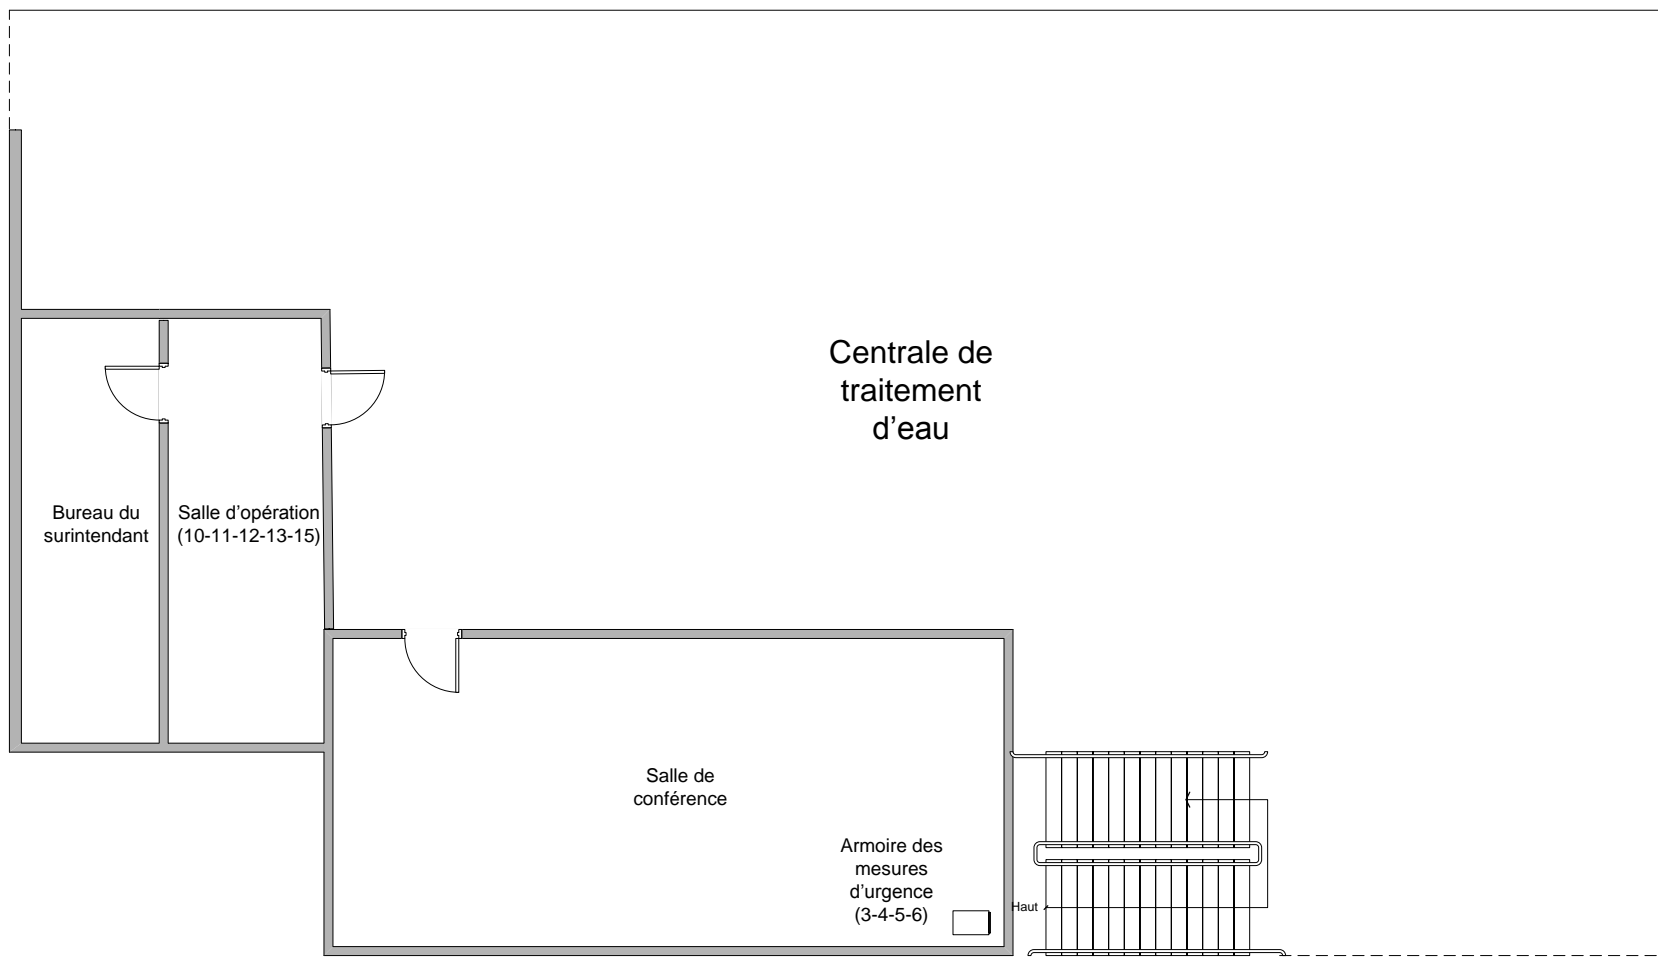 Centrale de
traitement
d’eau
Bureau du
surintendant
Salle d’opération
(10-11-12-13-15)
Salle de
conférence
Armoire des
mesures
d’urgence
(3-4-5-6)
Haut